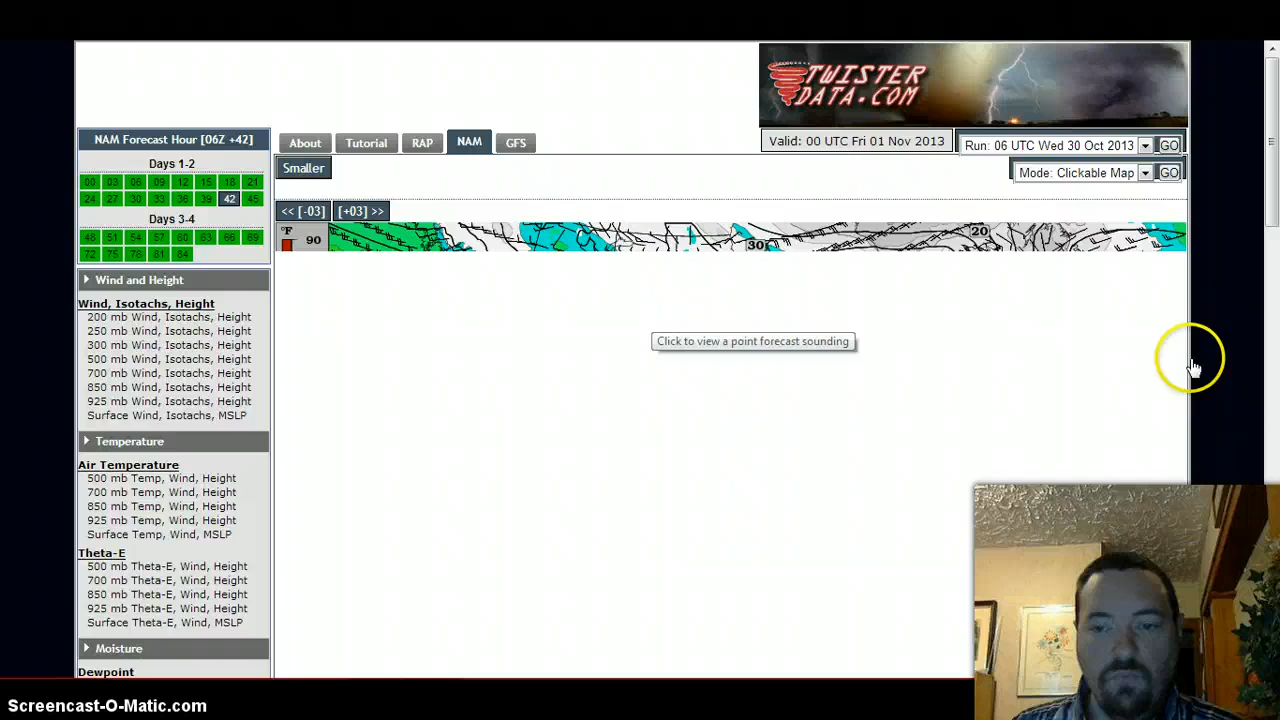 TWISTER
DATA.COM
NAM Forecast Hour [06Z +42]
About Tutorial RAP NAM GFS
Valid: 00 UTC Fri 01 Nov 2013
Run: 06 UTC Wed 30 Oct 2013 GO
Mode: Clickable Map GO
Smaller
Days 1-2
00 03 06 09 12 15 18 21
24 27 30 33 36 39 42 45
Days 3-4
48 51 54 57 60 63 66 69
72 75 78 81 84
<< [-03] [+03] >>
°F
90
30
20
Click to view a point forecast sounding
Wind and Height
Wind, Isotachs, Height
200 mb Wind, Isotachs, Height
250 mb Wind, Isotachs, Height
300 mb Wind, Isotachs, Height
500 mb Wind, Isotachs, Height
700 mb Wind, Isotachs, Height
850 mb Wind, Isotachs, Height
925 mb Wind, Isotachs, Height
Surface Wind, Isotachs, MSLP
Temperature
Air Temperature
500 mb Temp, Wind, Height
700 mb Temp, Wind, Height
850 mb Temp, Wind, Height
925 mb Temp, Wind, Height
Surface Temp, Wind, MSLP
Theta-E
500 mb Theta-E, Wind, Height
700 mb Theta-E, Wind, Height
850 mb Theta-E, Wind, Height
925 mb Theta-E, Wind, Height
Surface Theta-E, Wind, MSLP
Moisture
Dewpoint
Screencast-O-Matic.com